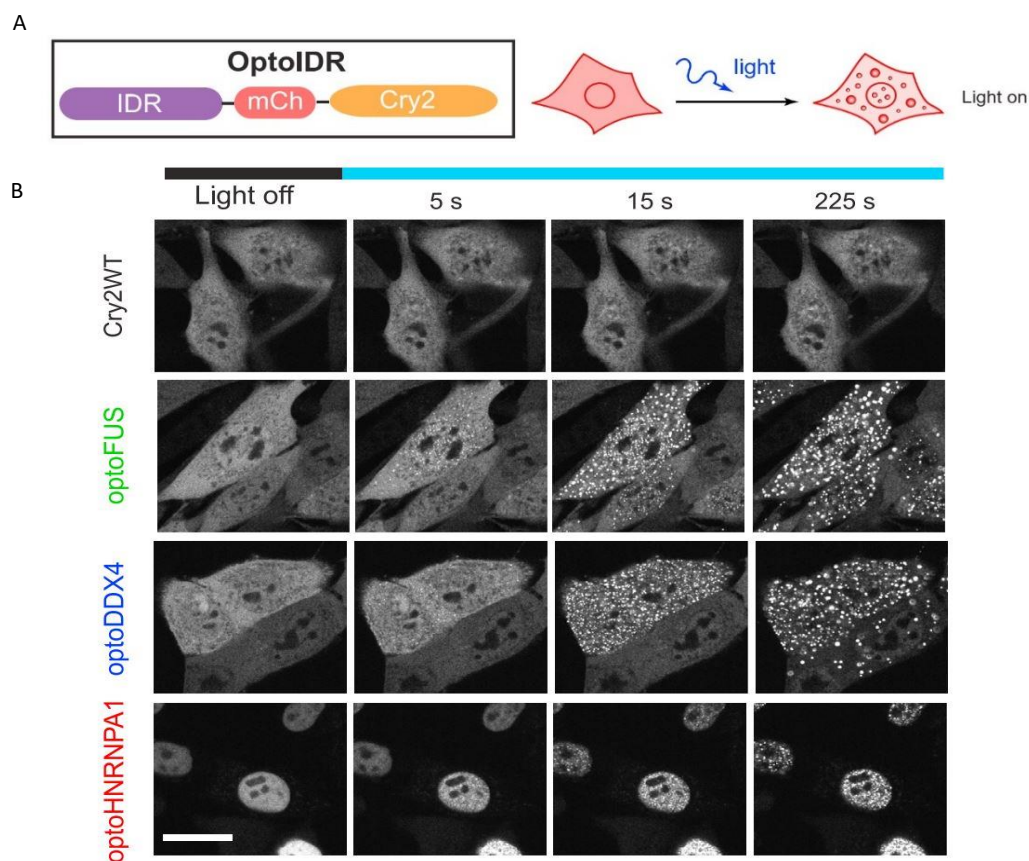 A
OptoIDR
IDR
mCh
Cry2
light
Light on
B
Light off
5 s
15 s
225 s
Cry2WT
optoFUS
optoDDX4
optoHNRNPA1